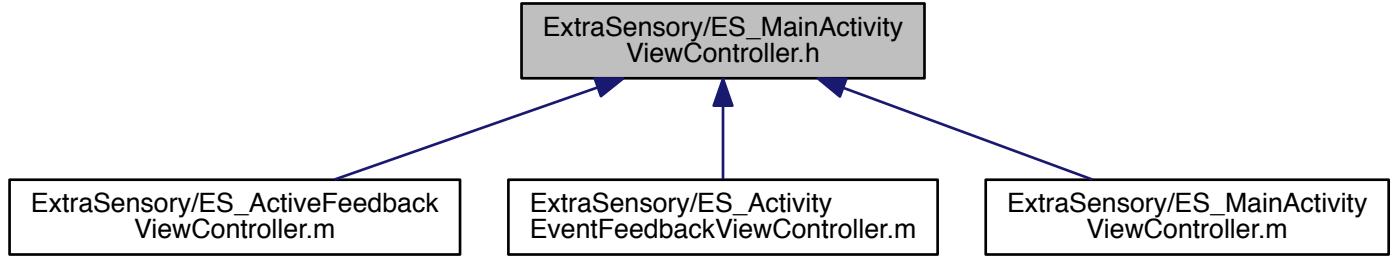 ExtraSensory/ES_MainActivity
ViewController.h
ExtraSensory/ES_ActiveFeedback
ViewController.m
ExtraSensory/ES_Activity
EventFeedbackViewController.m
ExtraSensory/ES_MainActivity
ViewController.m